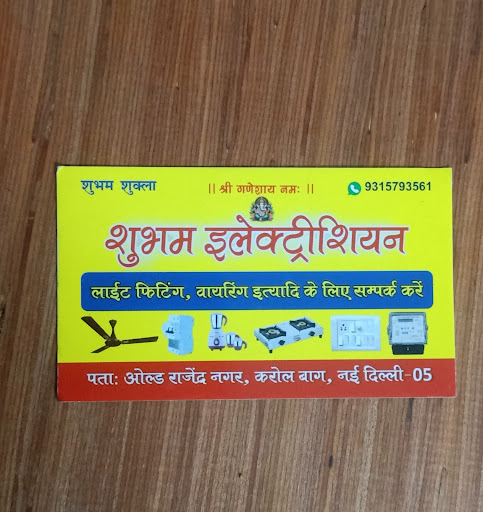 शुभम शुक्ला
।। श्री गणेशाय नमः ।।
9315793561
शुभम इलेक्ट्रीशियन
लाईट फिटिंग, वायरिंग इत्यादि के लिए सम्पर्क करें
पताः ओल्ड राजेंद्र नगर, करोल बाग, नई दिल्ली-05